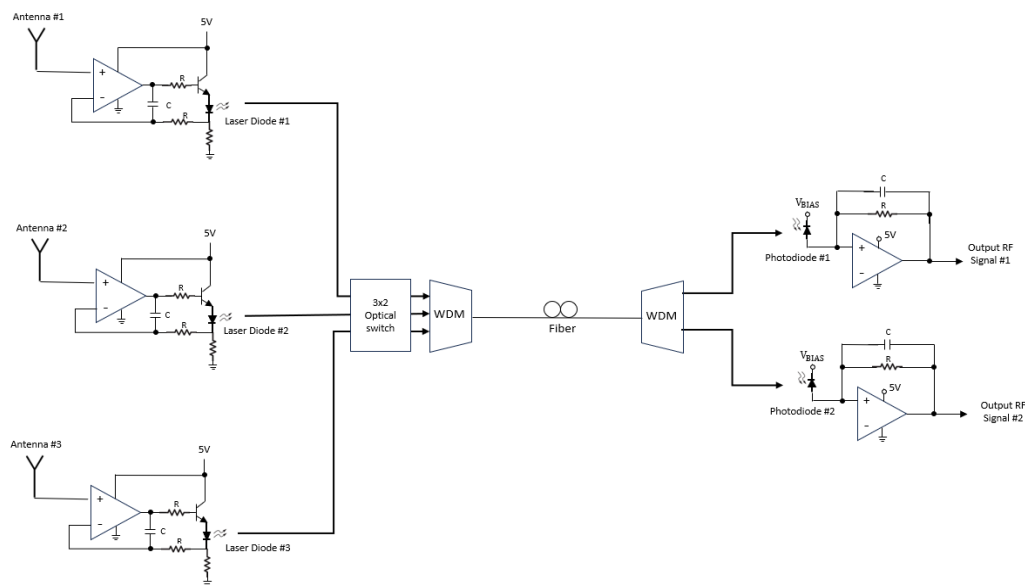 Antenna #1
5V
+
R
−
C
R
Laser Diode #1
Antenna #2
5V
+
R
−
C
R
Laser Diode #2
Antenna #3
5V
+
R
−
C
R
Laser Diode #3
3x2
Optical
switch
WDM
Fiber
WDM
C
R
VBIAS
5V
+
−
Photodiode #1
Output RF
Signal #1
C
R
VBIAS
5V
+
−
Photodiode #2
Output RF
Signal #2